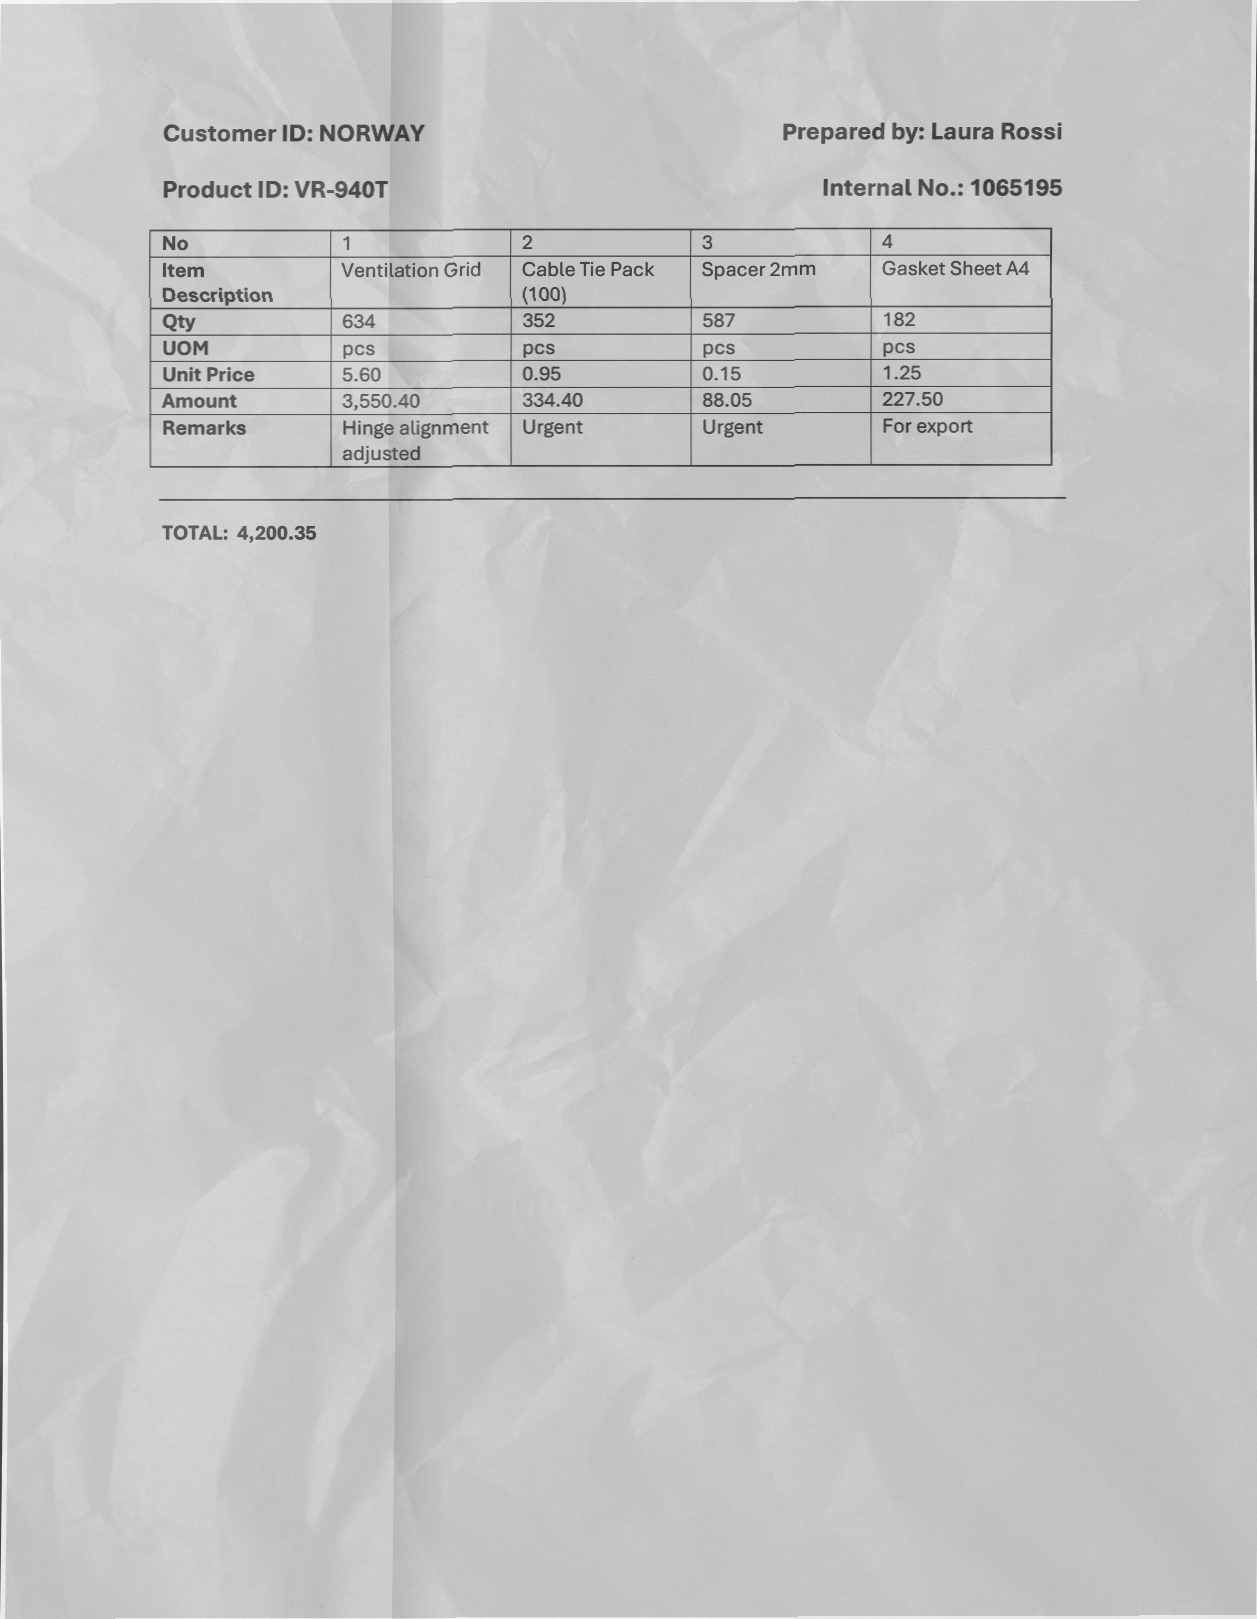 Customer ID: NORWAY
Prepared by: Laura Rossi
Product ID: VR-940T
Internal No.: 1065195
No 1 2 3 4
Item Description Ventilation Grid Cable Tie Pack (100) Spacer 2mm Gasket Sheet A4
Qty 634 352 587 182
UOM pcs pcs pcs pcs
Unit Price 5.60 0.95 0.15 1.25
Amount 3,550.40 334.40 88.05 227.50
Remarks Hinge alignment adjusted Urgent Urgent For export
TOTAL: 4,200.35